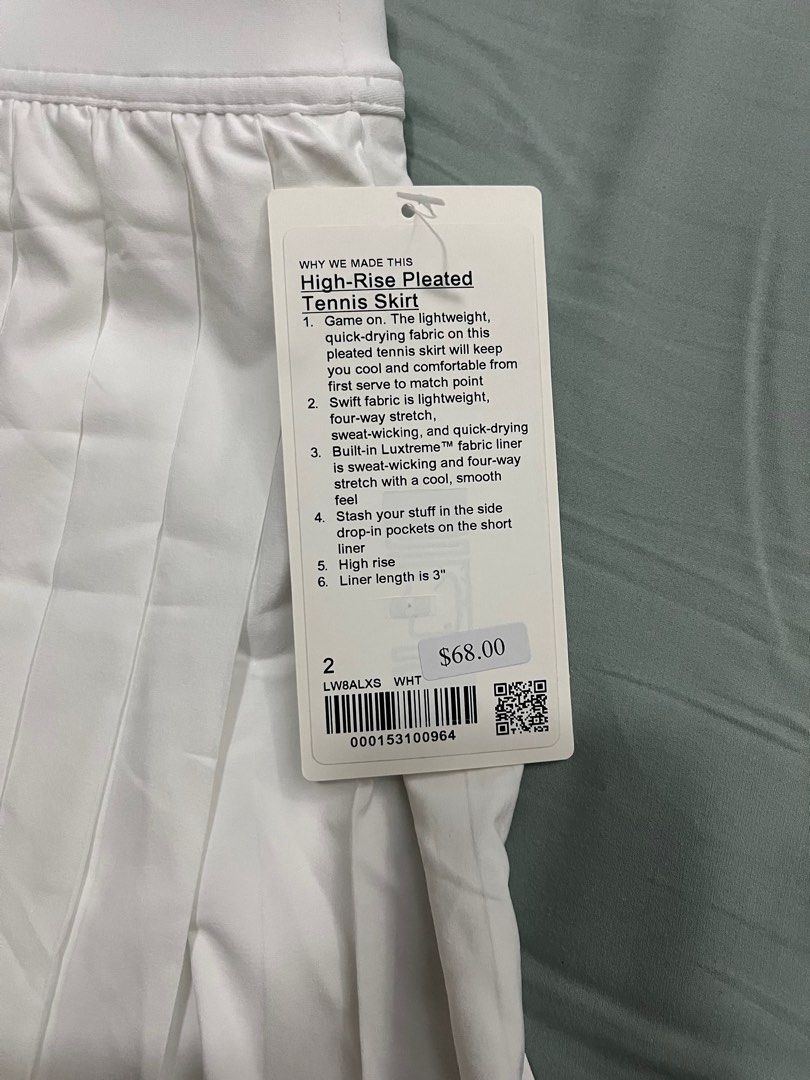 WHY WE MADE THIS
High-Rise Pleated
Tennis Skirt
1. Game on. The lightweight,
quick-drying fabric on this
pleated tennis skirt will keep
you cool and comfortable from
first serve to match point
2. Swift fabric is lightweight,
four-way stretch,
sweat-wicking, and quick-drying
3. Built-in Luxtreme™ fabric liner
is sweat-wicking and four-way
stretch with a cool, smooth
feel
4. Stash your stuff in the side
drop-in pockets on the short
liner
5. High rise
6. Liner length is 3"
2
$68.00
LW8ALXS WHT
000153100964